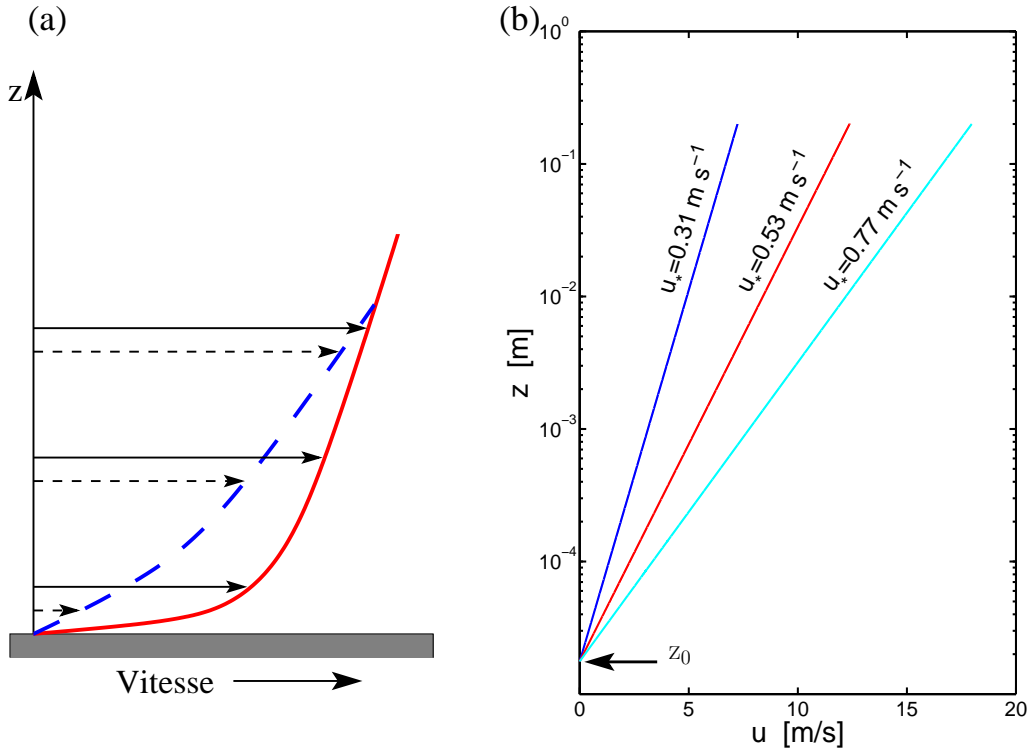 (a)
z
Vitesse
(b)
10⁰
10⁻¹
10⁻²
10⁻³
10⁻⁴
z [m]
u*=0.31 m s⁻¹
u*=0.53 m s⁻¹
u*=0.77 m s⁻¹
z₀
0 5 10 15 20
u [m/s]